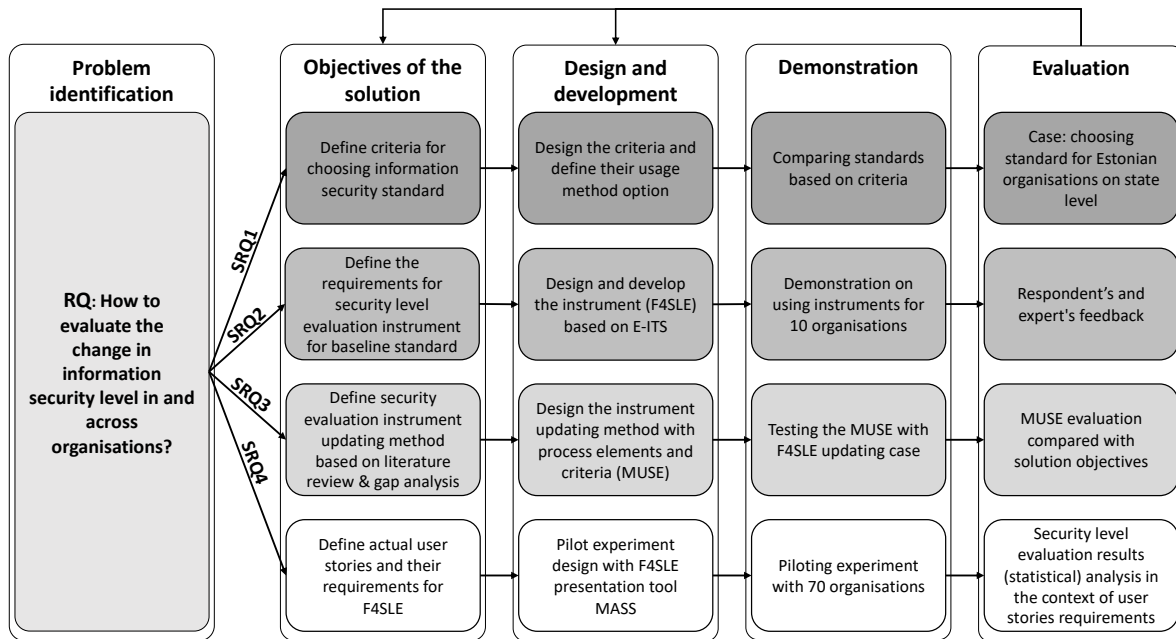 Problem
identification
RQ: How to
evaluate the
change in
information
security level in and
across
organisations?
SRQ1
SRQ2
SRQ3
SRQ4
Objectives of the
solution
Define criteria for
choosing information
security standard
Define the
requirements for
security level
evaluation instrument
for baseline standard
Define security
evaluation instrument
updating method
based on literature
review & gap analysis
Define actual user
stories and their
requirements for
F4SLE
Design and
development
Design the criteria and
define their usage
method option
Design and develop
the instrument (F4SLE)
based on E-ITS
Design the instrument
updating method with
process elements and
criteria (MUSE)
Pilot experiment
design with F4SLE
presentation tool
MASS
Demonstration
Comparing standards
based on criteria
Demonstration on
using instruments for
10 organisations
Testing the MUSE with
F4SLE updating case
Piloting experiment
with 70 organisations
Evaluation
Case: choosing
standard for Estonian
organisations on state
level
Respondent’s and
expert's feedback
MUSE evaluation
compared with
solution objectives
Security level
evaluation results
(statistical) analysis in
the context of user
stories requirements